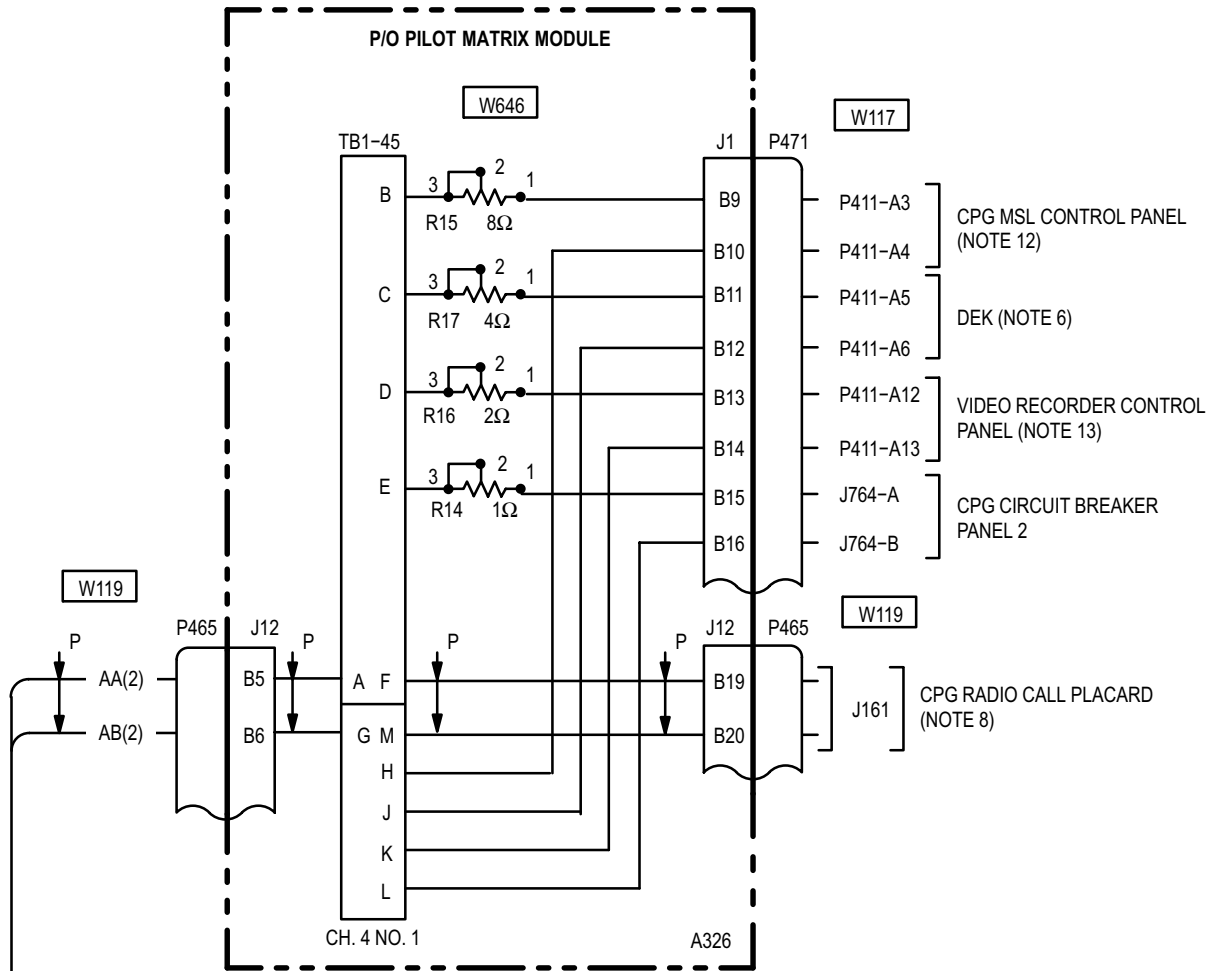 P/O PILOT MATRIX MODULE
W646
W117
TB1−45
J1 P471
B 3 2 1 B9 P411−A3
R15 8Ω
CPG MSL CONTROL PANEL
(NOTE 12)
B10 P411−A4
C 3 2 1 B11 P411−A5
R17 4Ω
DEK (NOTE 6)
B12 P411−A6
D 3 2 1 B13 P411−A12
R16 2Ω
VIDEO RECORDER CONTROL
PANEL (NOTE 13)
B14 P411−A13
E 3 2 1 B15 J764−A
R14 1Ω
CPG CIRCUIT BREAKER
PANEL 2
B16 J764−B
W119
W119
P465 J12
J12 P465
P P P P
AA(2) B5 A F B19
J161
CPG RADIO CALL PLACARD
(NOTE 8)
AB(2) B6 G M B20
H
J
K
L
CH. 4 NO. 1
A326